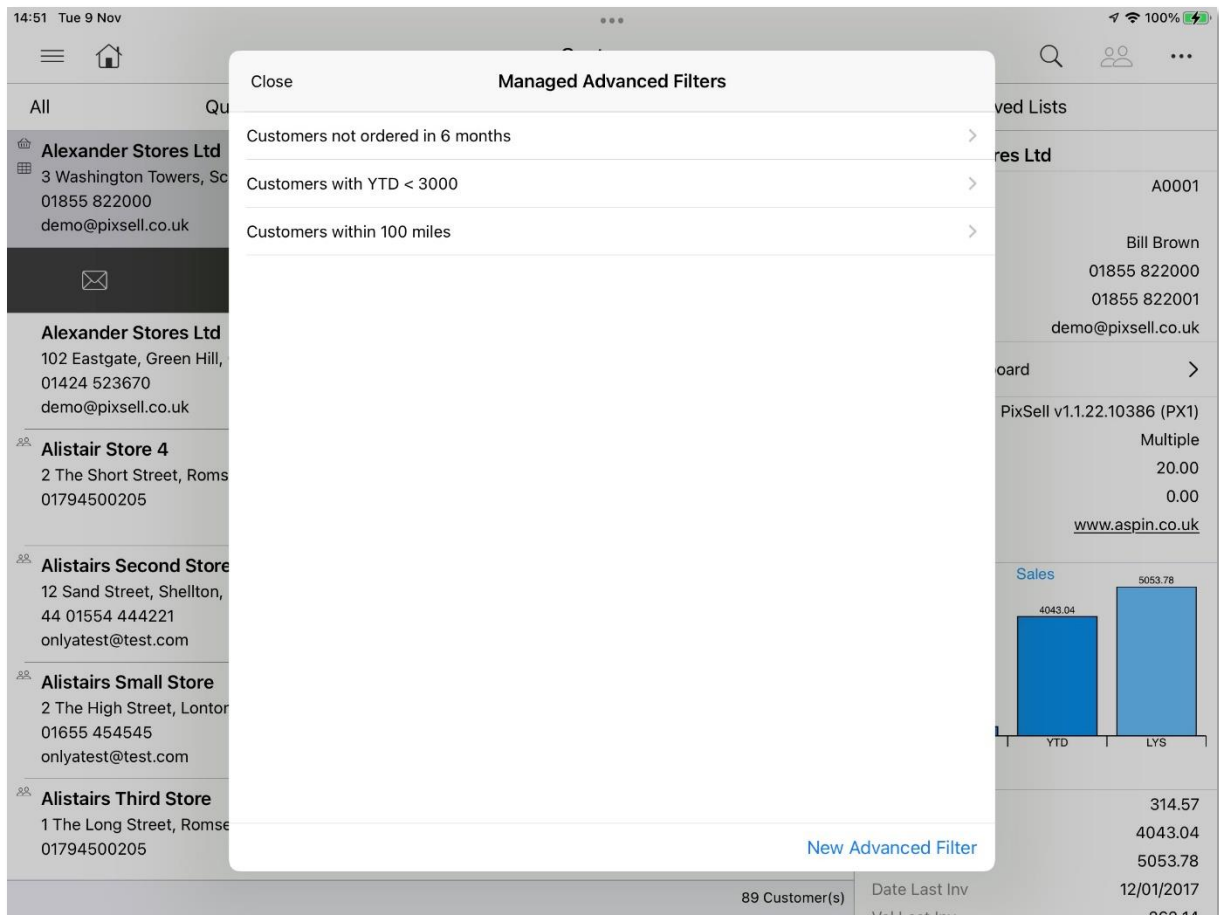 14:51 Tue 9 Nov
100%
Close
Managed Advanced Filters
Customers not ordered in 6 months
Customers with YTD < 3000
Customers within 100 miles
New Advanced Filter
All
Alexander Stores Ltd
3 Washington Towers,
01855 822000
demo@pixsell.co.uk
Alexander Stores Ltd
102 Eastgate, Green Hill,
01424 523670
demo@pixsell.co.uk
Alistair Store 4
2 The Short Street,
01794500205
Alistairs Second Store
12 Sand Street, Shellton,
44 01554 444221
onlyatest@test.com
Alistairs Small Store
2 The High Street,
01655 454545
onlyatest@test.com
Alistairs Third Store
1 The Long Street,
01794500205
89 Customer(s)
Lists
Ltd
A0001
Bill Brown
01855 822000
01855 822001
demo@pixsell.co.uk
PixSell v1.1.22.10386 (PX1)
Multiple
20.00
0.00
www.aspin.co.uk
Sales
4043.04
5053.78
YTD
LYS
314.57
4043.04
5053.78
Date Last Inv 12/01/2017